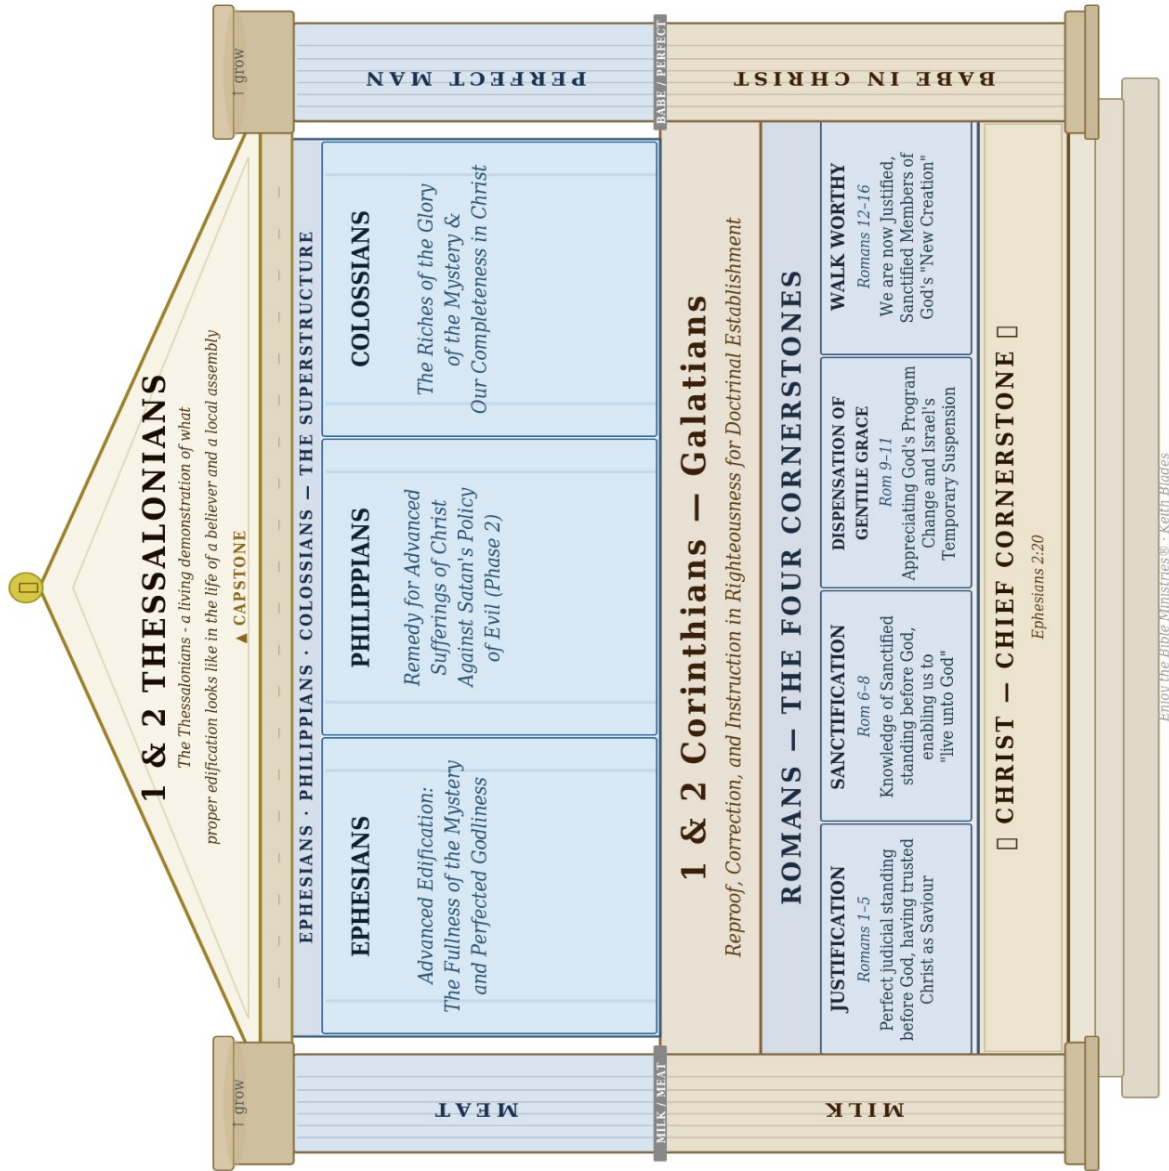 1 & 2 THESSALONIANS
The Thessalonians - a living demonstration of what
proper edification looks like in the life of a believer and a local assembly
▲ CAPSTONE
↑ grow
↑ grow
EPHESIANS · PHILIPPIANS · COLOSSIANS — THE SUPERSTRUCTURE
EPHESIANS
Advanced Edification:
The Fullness of the Mystery
and Perfected Godliness
PHILIPPIANS
Remedy for Advanced
Sufferings of Christ
Against Satan's Policy
of Evil (Phase 2)
COLOSSIANS
The Riches of the Glory
of the Mystery &
Our Completeness in Christ
MEAT
PERFECT MAN
MILK / MEAT
BABE / PERFECT
MILK
BABE IN CHRIST
1 & 2 Corinthians — Galatians
Reproof, Correction, and Instruction in Righteousness for Doctrinal Establishment
ROMANS — THE FOUR CORNERSTONES
JUSTIFICATION
Romans 1–5
Perfect judicial standing
before God, having trusted
Christ as Saviour
SANCTIFICATION
Rom 6–8
Knowledge of Sanctified
standing before God,
enabling us to
"live unto God"
DISPENSATION OF
GENTILE GRACE
Rom 9–11
Appreciating God's Program
Change and Israel's
Temporary Suspension
WALK WORTHY
Romans 12–16
We are now Justified,
Sanctified Members of
God's "New Creation"
CHRIST — CHIEF CORNERSTONE
Ephesians 2:20
Enjoy the Bible Ministries® · Keith Blades